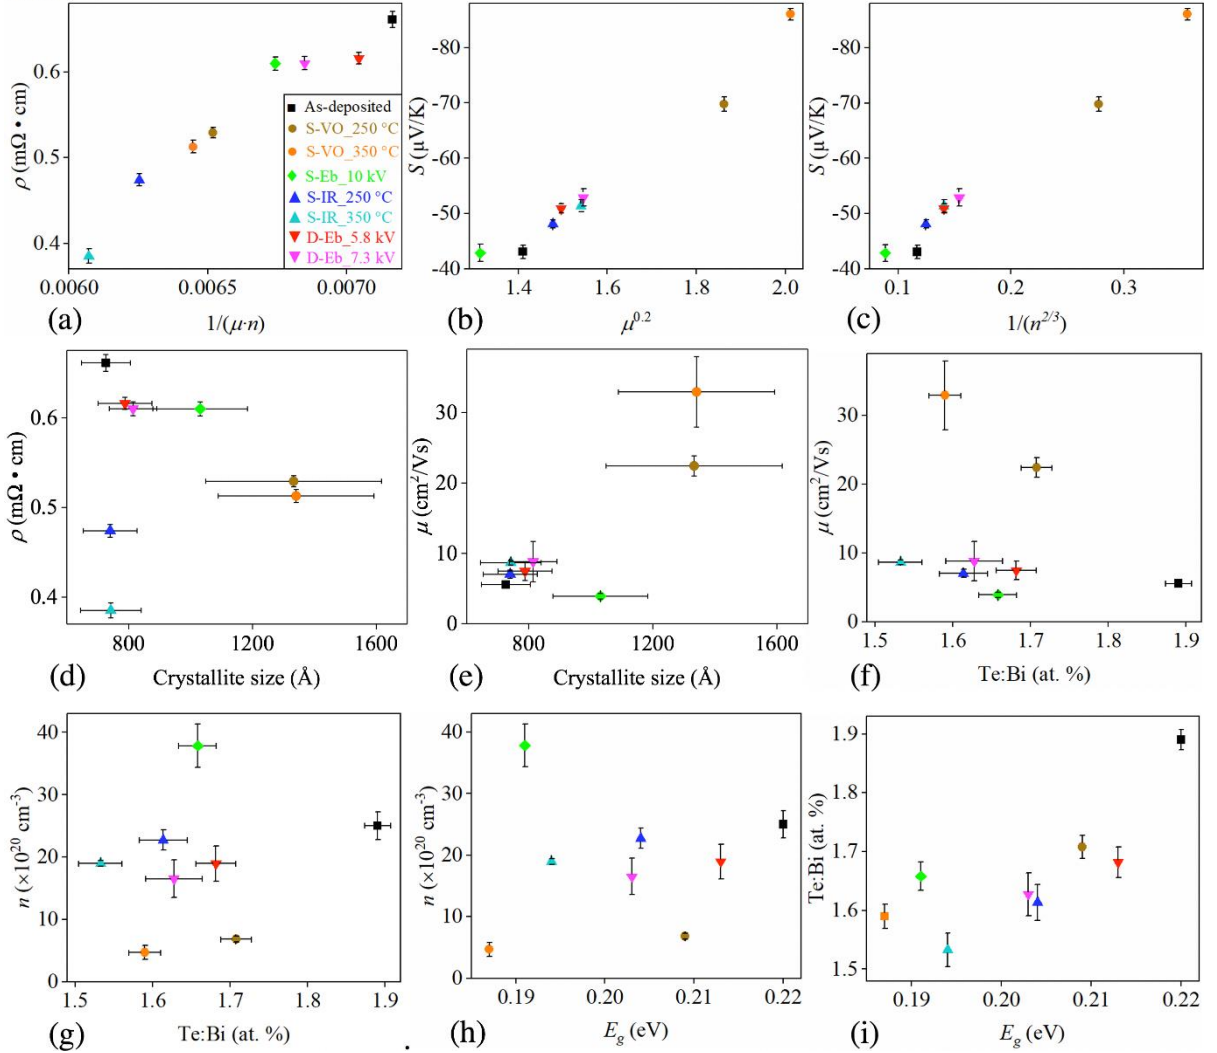 ρ (mΩ • cm)
0.6
0.5
0.4
0.0060
0.0065
0.0070
(a)
1/(μ·n)
As-deposited
S-VO_250 °C
S-VO_350 °C
S-Eb_10 kV
S-IR_250 °C
S-IR_350 °C
D-Eb_5.8 kV
D-Eb_7.3 kV
S (μV/K)
-80
-70
-60
-50
-40
1.4
1.6
1.8
2.0
(b)
μ^0.2
S (μV/K)
-80
-70
-60
-50
-40
0.1
0.2
0.3
(c)
1/(n^2/3)
ρ (mΩ • cm)
0.6
0.5
0.4
800
1200
1600
(d)
Crystallite size (Å)
μ (cm²/Vs)
30
20
10
0
800
1200
1600
(e)
Crystallite size (Å)
μ (cm²/Vs)
30
20
10
0
1.5
1.6
1.7
1.8
1.9
(f)
Te:Bi (at. %)
n (×10²⁰ cm⁻³)
40
30
20
10
0
1.5
1.6
1.7
1.8
1.9
(g)
Te:Bi (at. %)
.
n (×10²⁰ cm⁻³)
40
30
20
10
0
0.19
0.20
0.21
0.22
(h)
E_g (eV)
Te:Bi (at. %)
1.9
1.8
1.7
1.6
1.5
0.19
0.20
0.21
0.22
(i)
E_g (eV)